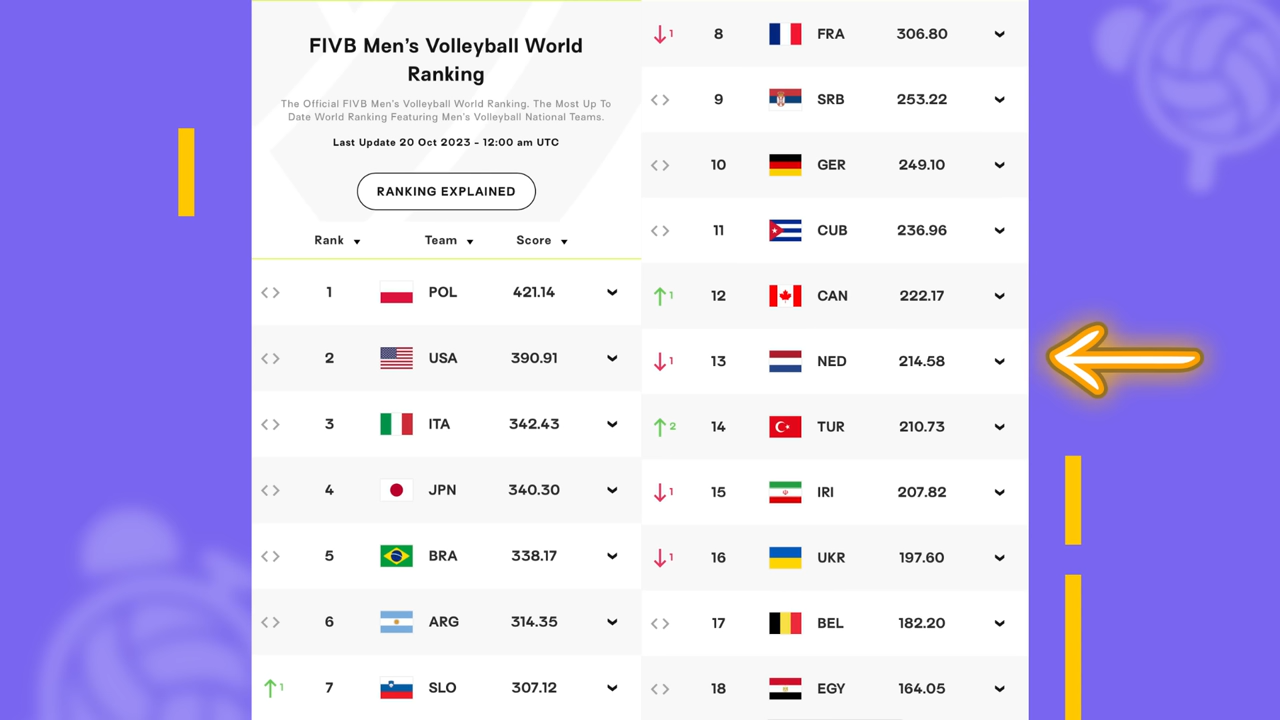 FIVB Men's Volleyball World
Ranking
The Official FIVB Men's Volleyball World Ranking. The Most Up To
Date World Ranking Featuring Men's Volleyball National Teams.
Last Update 20 Oct 2023 - 12:00 am UTC
RANKING EXPLAINED
Rank Team Score
1 POL 421.14
2 USA 390.91
3 ITA 342.43
4 JPN 340.30
5 BRA 338.17
6 ARG 314.35
1 7 SLO 307.12
1 8 FRA 306.80
9 SRB 253.22
10 GER 249.10
11 CUB 236.96
1 12 CAN 222.17
1 13 NED 214.58
2 14 TUR 210.73
1 15 IRI 207.82
1 16 UKR 197.60
17 BEL 182.20
18 EGY 164.05